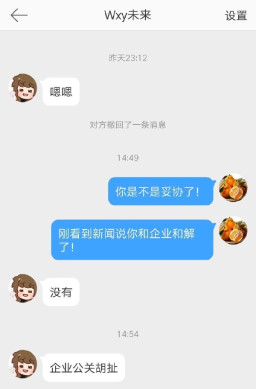 Wxy未来
设置
昨天23:12
嗯嗯
对方撤回了一条消息
14:49
你是不是妥协了！
刚看到新闻说你和企业和解
了！
没有
14:54
企业公关胡扯